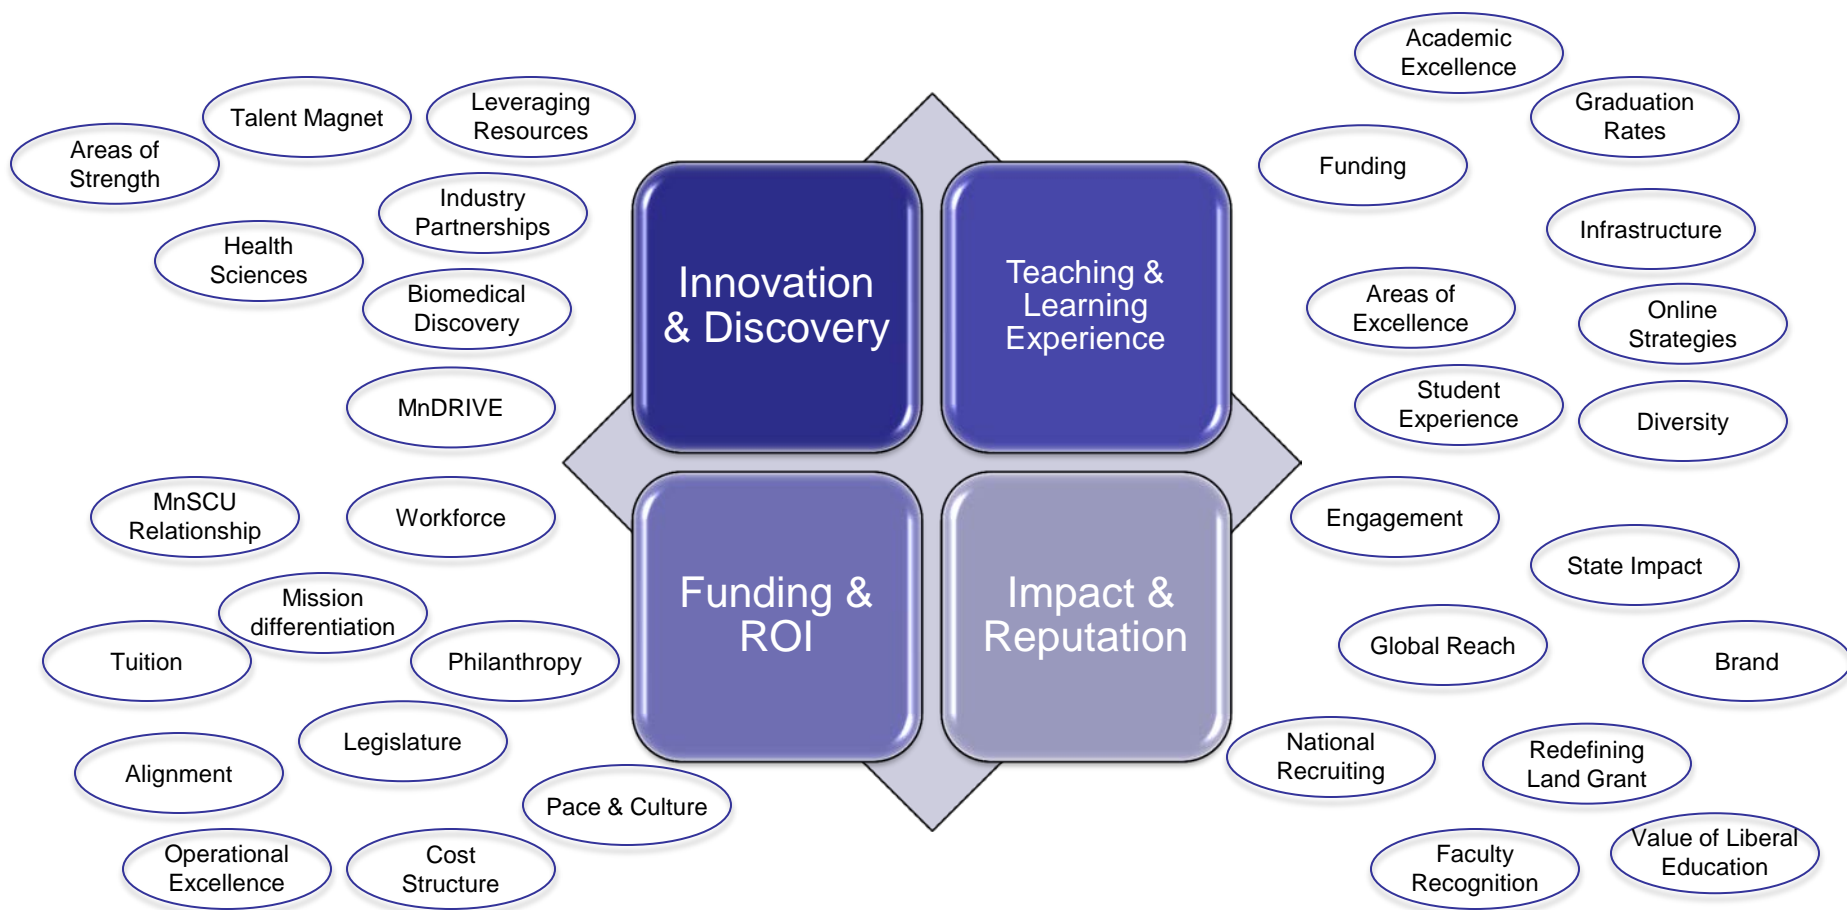 Academic
Excellence
Talent Magnet
Leveraging
Resources
Graduation
Rates
Areas of
Strength
Funding
Industry
Partnerships
Infrastructure
Health
Sciences
Innovation
& Discovery
Teaching &
Learning
Experience
Biomedical
Discovery
Areas of
Excellence
Online
Strategies
MnDRIVE
Student
Experience
Diversity
MnSCU
Relationship
Workforce
Engagement
State Impact
Mission
differentiation
Funding &
ROI
Impact &
Reputation
Global Reach
Tuition
Philanthropy
Brand
Legislature
National
Recruiting
Redefining
Land Grant
Alignment
Pace & Culture
Operational
Excellence
Cost
Structure
Faculty
Recognition
Value of Liberal
Education